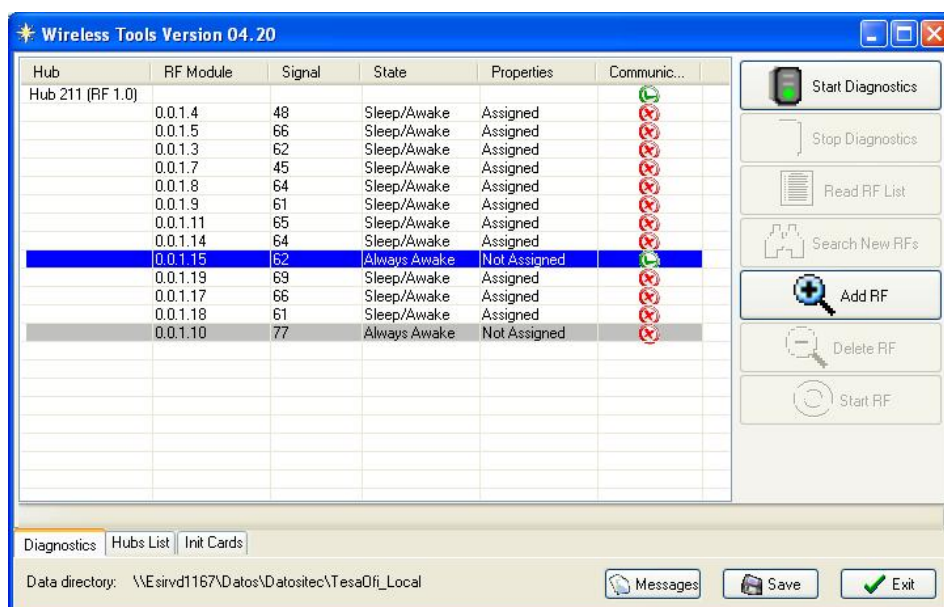 Wireless Tools Version 04.20
Hub RF Module Signal State Properties Communic...
Hub 211 (RF 1.0)
0.0.1.4 48 Sleep/Awake Assigned
0.0.1.5 66 Sleep/Awake Assigned
0.0.1.3 62 Sleep/Awake Assigned
0.0.1.7 45 Sleep/Awake Assigned
0.0.1.8 64 Sleep/Awake Assigned
0.0.1.9 61 Sleep/Awake Assigned
0.0.1.11 65 Sleep/Awake Assigned
0.0.1.14 64 Sleep/Awake Assigned
0.0.1.15 62 Always Awake Not Assigned
0.0.1.19 69 Sleep/Awake Assigned
0.0.1.17 66 Sleep/Awake Assigned
0.0.1.18 61 Sleep/Awake Assigned
0.0.1.10 77 Always Awake Not Assigned
Start Diagnostics
Stop Diagnostics
Read RF List
Search New RFs
Add RF
Delete RF
Start RF
Diagnostics Hubs List Init Cards
Data directory: \\Esirvd1167\Datos\Datositec\TesaOfi_Local Messages Save Exit